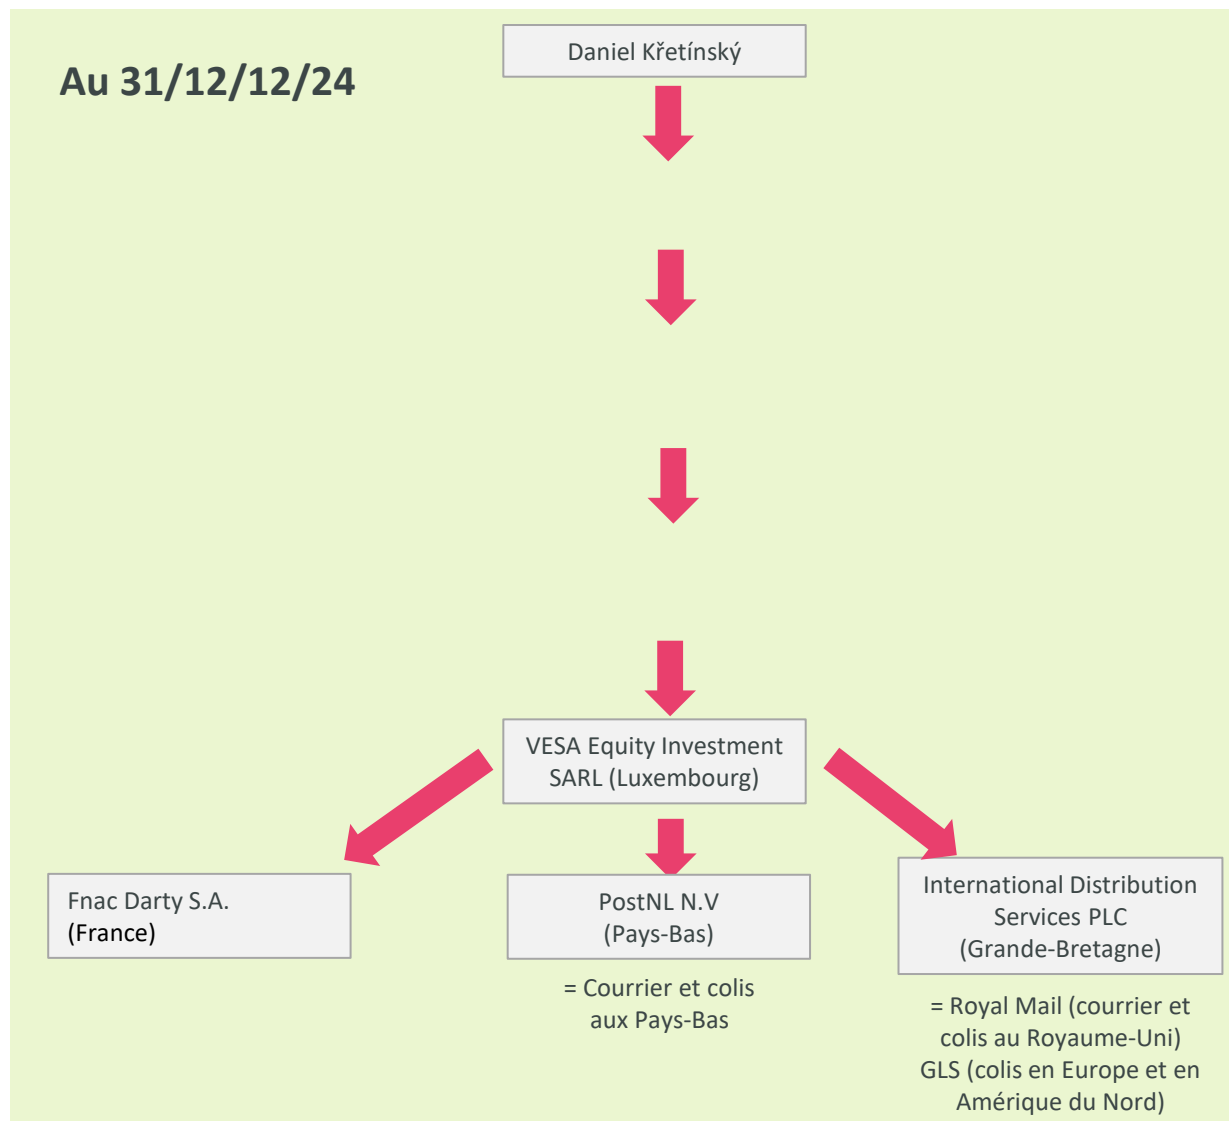 Daniel Křetínský
Au 31/12/12/24
VESA Equity Investment
SARL (Luxembourg)
Fnac Darty S.A.
(France)
PostNL N.V
(Pays-Bas)
= Courrier et colis
aux Pays-Bas
International Distribution
Services PLC
(Grande-Bretagne)
= Royal Mail (courrier et
colis au Royaume-Uni)
GLS (colis en Europe et en
Amérique du Nord)